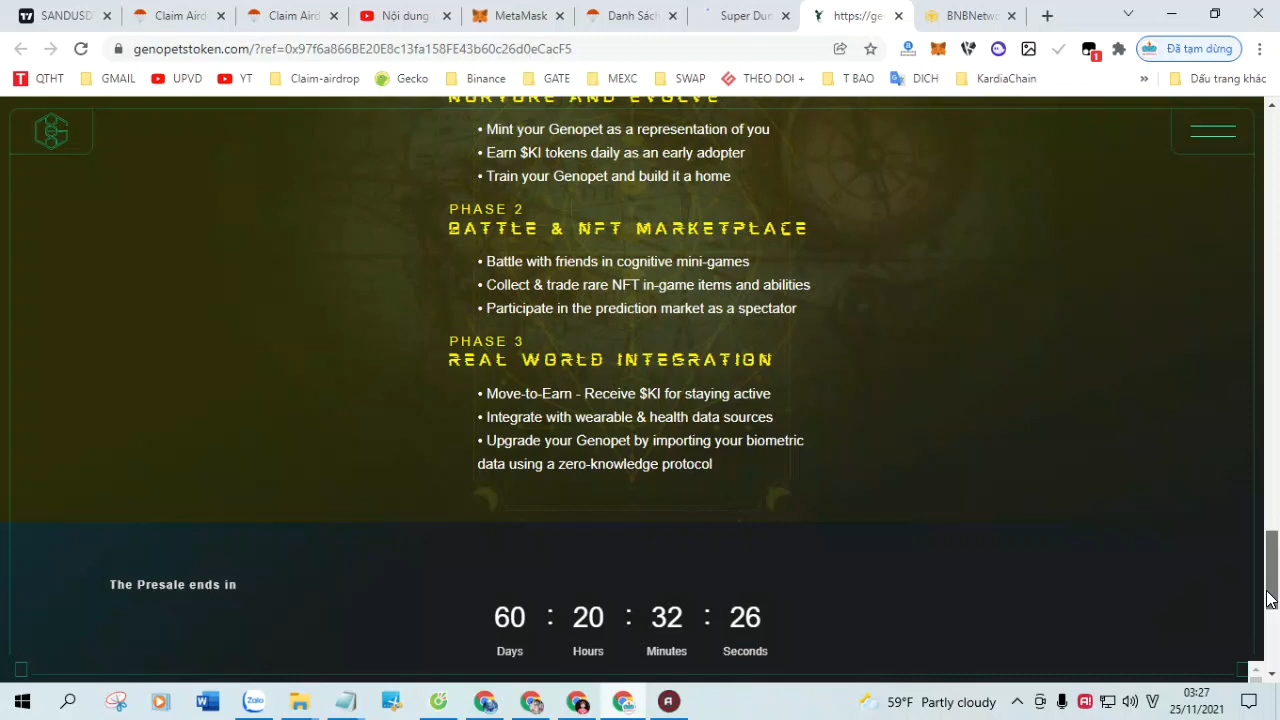 SANDUSD
Claim Aird
Claim Aird
Nội dung
MetaMask
Danh Sách
Super Dun
https://ge
BNBNetwo
genopetstoken.com/?ref=0x97f6a866BE20E8c13fa158FE43b60c26d0eCacF5
1
Đã tạm dừng
QTHT
GMAIL
UPVD
YT
Claim-airdrop
Gecko
Binance
GATE
MEXC
SWAP
THEO DOI +
T BAO
DICH
KardiaChain
»
Dấu trang khác
NURTURE AND EVOLVE
• Mint your Genopet as a representation of you
• Earn $KI tokens daily as an early adopter
• Train your Genopet and build it a home
PHASE 2
BATTLE & NFT MARKETPLACE
• Battle with friends in cognitive mini-games
• Collect & trade rare NFT in-game items and abilities
• Participate in the prediction market as a spectator
PHASE 3
REAL WORLD INTEGRATION
• Move-to-Earn - Receive $KI for staying active
• Integrate with wearable & health data sources
• Upgrade your Genopet by importing your biometric
data using a zero-knowledge protocol
The Presale ends in
60 : 20 : 32 : 26
Days Hours Minutes Seconds
Zalo
59°F Partly cloudy
03:27
25/11/2021